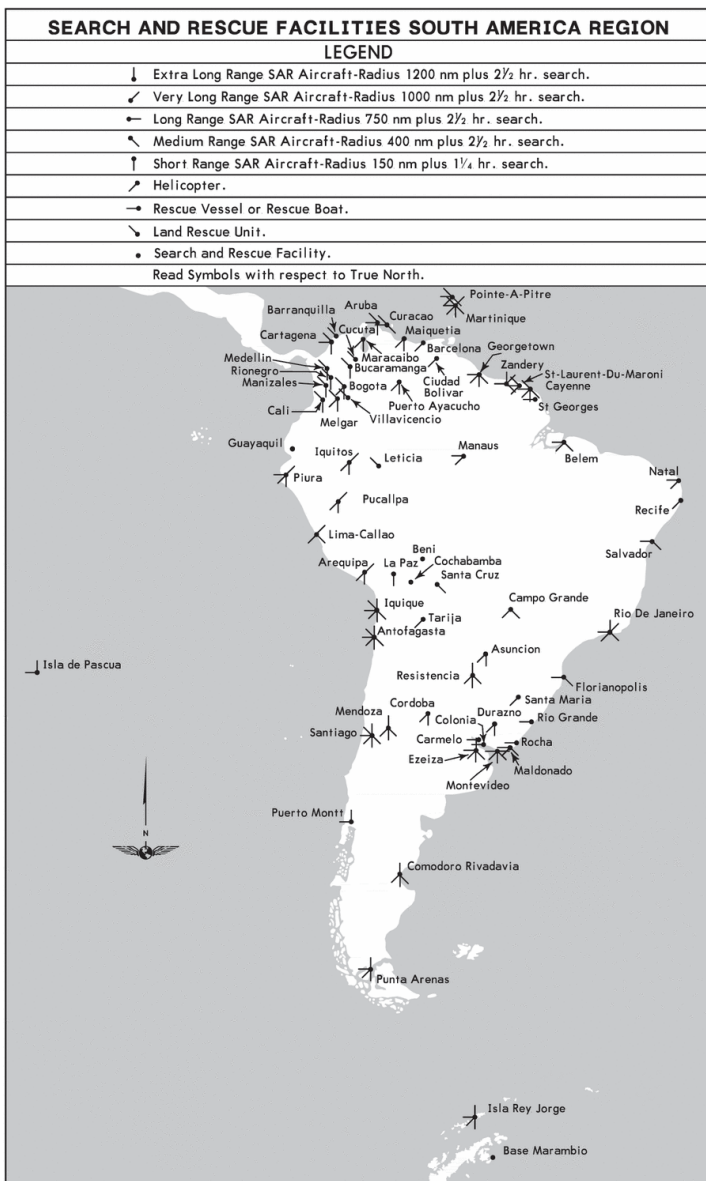 SEARCH AND RESCUE FACILITIES SOUTH AMERICA REGION
LEGEND
Extra Long Range SAR Aircraft-Radius 1200 nm plus 2½ hr. search.
Very Long Range SAR Aircraft-Radius 1000 nm plus 2½ hr. search.
Long Range SAR Aircraft-Radius 750 nm plus 2½ hr. search.
Medium Range SAR Aircraft-Radius 400 nm plus 2½ hr. search.
Short Range SAR Aircraft-Radius 150 nm plus 1¼ hr. search.
Helicopter.
Rescue Vessel or Rescue Boat.
Land Rescue Unit.
Search and Rescue Facility.
Read Symbols with respect to True North.
Pointe-A-Pitre
Martinique
Aruba
Curacao
Barranquilla
Cartagena
Cucuta
Maiquetia
Barcelona
Georgetown
Medellin
Maracaibo
Zandery
St-Laurent-Du-Maroni
Rionegro
Bucaramanga
Manizales
Bogota
Ciudad
Bolivar
Cayenne
Puerto Ayacucho
St Georges
Cali
Melgar
Villavicencio
Guayaquil
Iquitos
Leticia
Manaus
Belem
Piura
Natal
Pucallpa
Recife
Lima-Callao
Salvador
Beni
Arequipa
La Paz
Cochabamba
Santa Cruz
Iquique
Campo Grande
Tarija
Rio De Janeiro
Antofagasta
Asuncion
Isla de Pascua
Resistencia
Florianopolis
Santa Maria
Mendoza
Cordoba
Durazno
Colonia
Rio Grande
Santiago
Carmelo
Rocha
Ezeiza
Maldonado
Montevideo
Puerto Montt
N
Comodoro Rivadavia
Punta Arenas
Isla Rey Jorge
Base Marambio